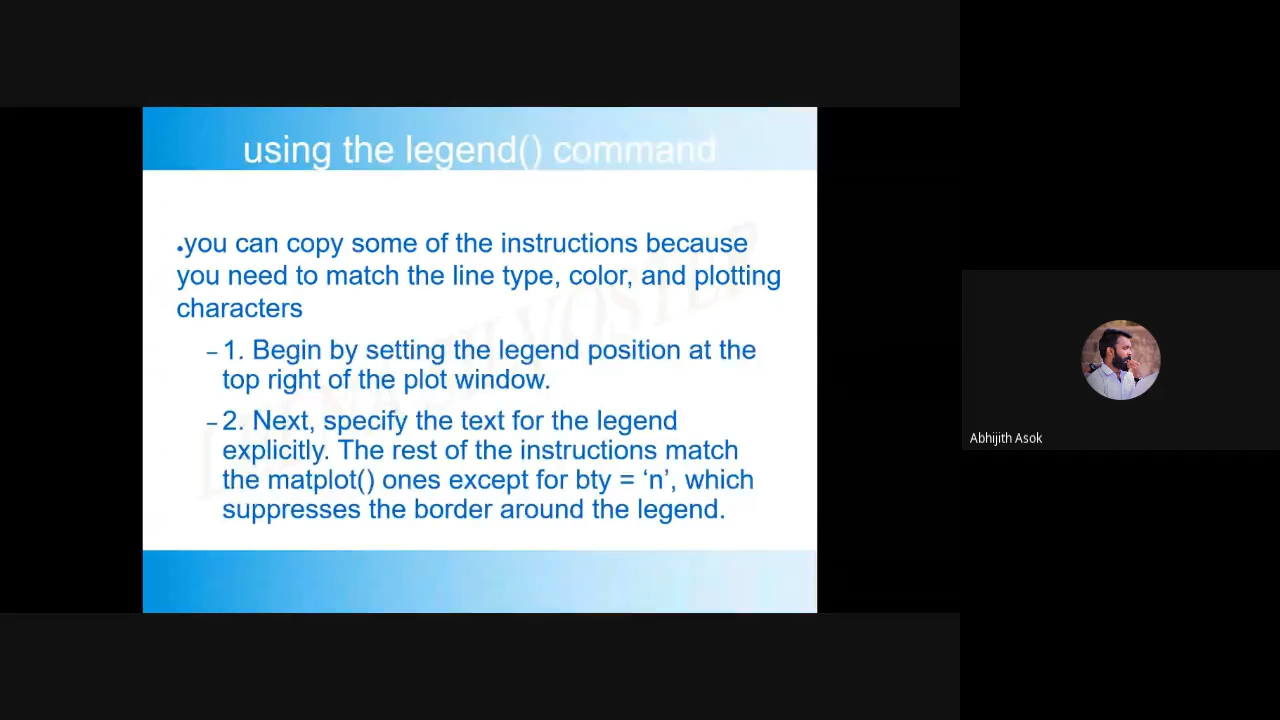 using the legend() command
•you can copy some of the instructions because
you need to match the line type, color, and plotting
characters
– 1. Begin by setting the legend position at the
top right of the plot window.
– 2. Next, specify the text for the legend
explicitly. The rest of the instructions match
the matplot() ones except for bty = ‘n’, which
suppresses the border around the legend.
Abhijith Asok